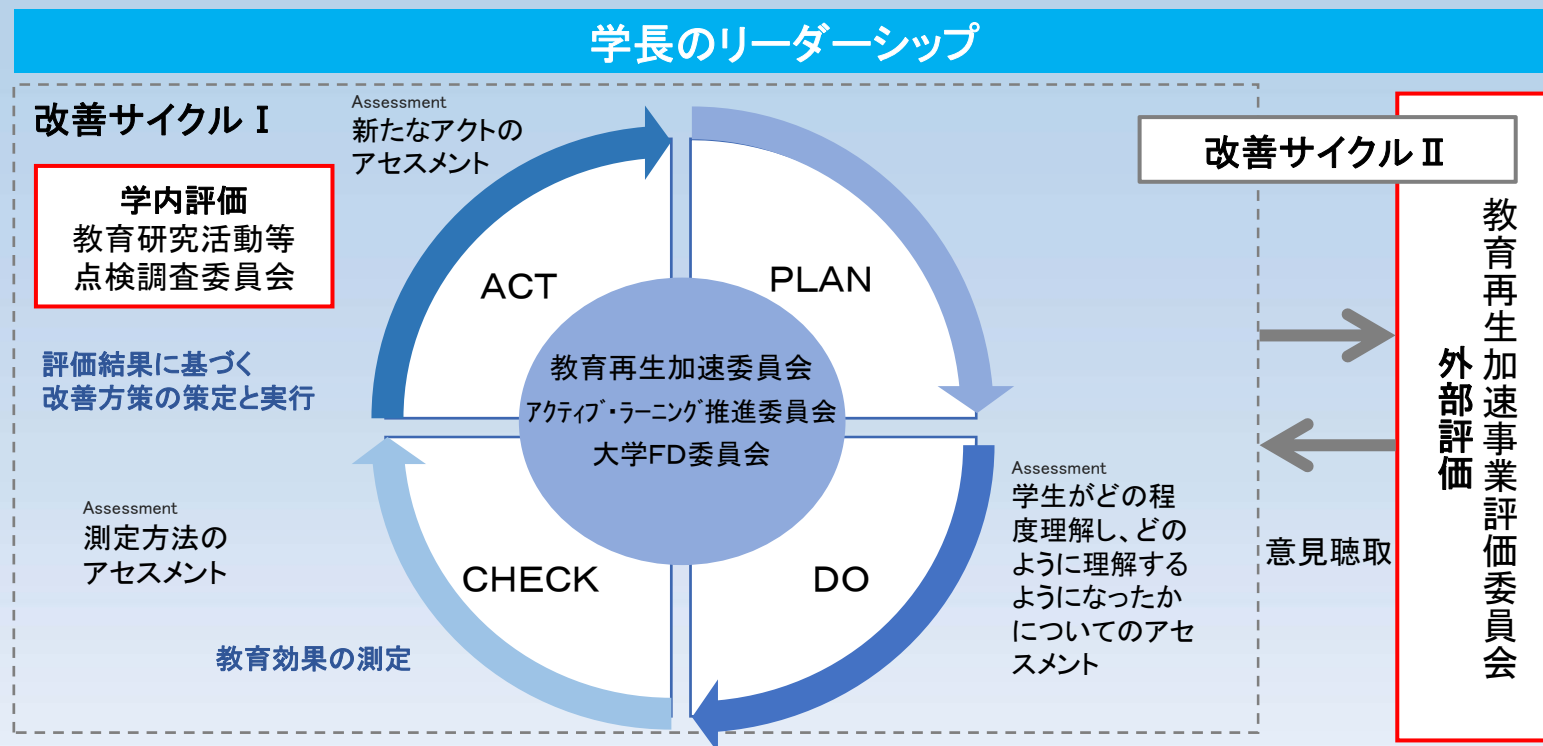 学長のリーダーシップ
改善サイクル Ⅰ
学内評価
教育研究活動等
点検調査委員会
評価結果に基づく
改善方策の策定と実行
Assessment
新たなアクトの
アセスメント
ACT
PLAN
教育再生加速委員会
アクティブ・ラーニング推進委員会
大学FD委員会
CHECK
DO
Assessment
測定方法の
アセスメント
教育効果の測定
Assessment
学生がどの程
度理解し、どの
ように理解する
ようになったか
についてのアセ
スメント
改善サイクル Ⅱ
意見聴取
教育再生加速事業評価委員会
外部評価